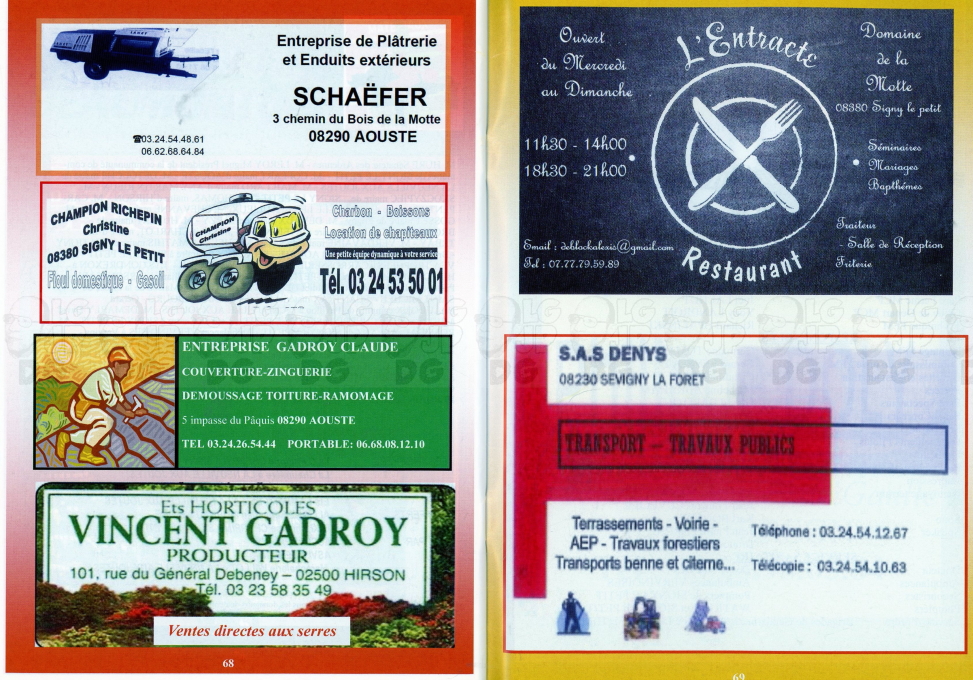 Entreprise de Plâtrerie
et Enduits extérieurs
SCHAËFER
3 chemin du Bois de la Motte
08290 AOUSTE
☎03.24.54.48.61
06.62.68.64.84
CHAMPION RICHEPIN
Christine
08380 SIGNY LE PETIT
Fioul domestique - Gasoil
CHAMPION
Christine
Charbon - Boissons
Location de chapiteaux
Une petite équipe dynamique à votre service
Tél. 03 24 53 50 01
ENTREPRISE GADROY CLAUDE
COUVERTURE-ZINGUERIE
DEMOUSSAGE TOITURE-RAMOMAGE
5 impasse du Pâquis 08290 AOUSTE
TEL 03.24.26.54.44 PORTABLE: 06.68.08.12.10
Ets HORTICOLES
VINCENT GADROY
PRODUCTEUR
101, rue du Général Debeney – 02500 HIRSON
Tél. 03 23 58 35 49
Ventes directes aux serres
68
Ouvert
du Mercredi
au Dimanche
11h30 - 14h00
18h30 - 21h00
Email : deblockalexis@gmail.com
Tel : 07.77.79.59.89
L'Entracte
Restaurant
Domaine
de la
Motte
08380 Signy le petit
Séminaires
Mariages
Bapthémes
Traiteur
- Salle de Réception
Friterie
S.A.S DENYS
08230 SEVIGNY LA FORET
TRANSPORT – TRAVAUX PUBLICS
Terrassements - Voirie -
AEP - Travaux forestiers
Transports benne et citerne...
Téléphone : 03.24.54.12.67
Télécopie : 03.24.54.10.63
69